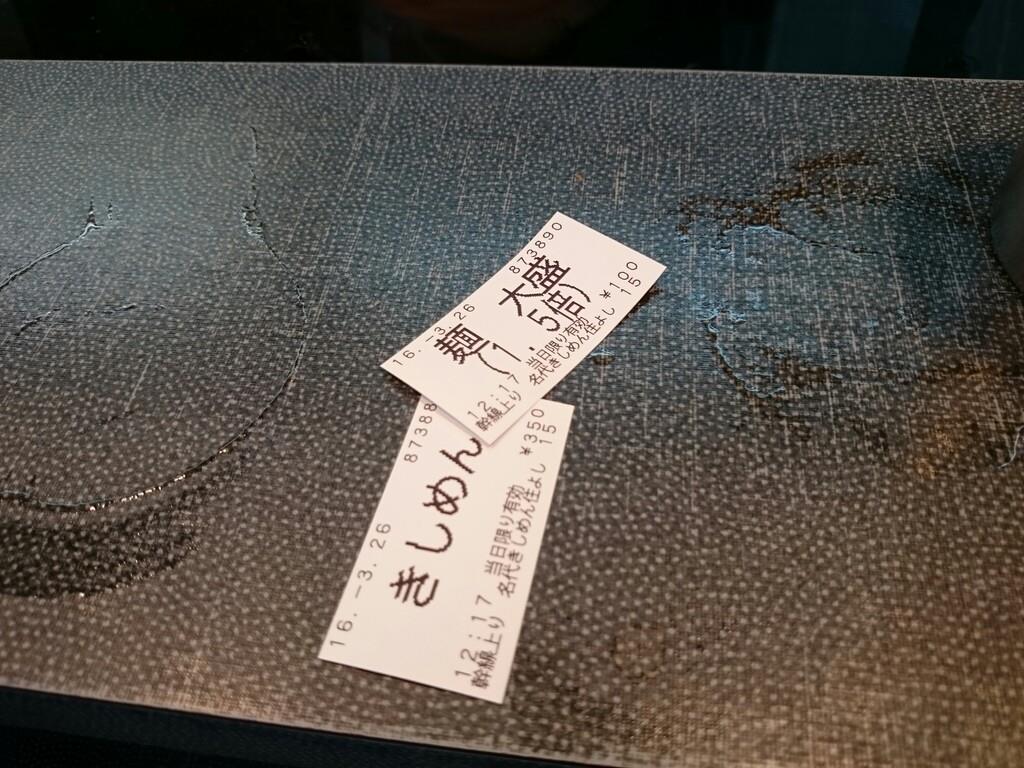 16.-3.26 873890
麺 大盛
(1.5倍)
¥100
12:17 当日限り有効 15
幹線上り 名代きしめん住よし
16.-3.26 87388
きしめん
¥350
12:17 当日限り有効 15
幹線上り 名代きしめん住よし